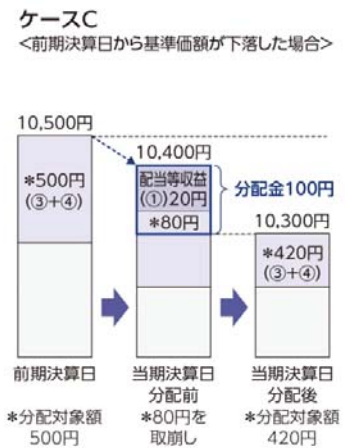 ケースC
<前期決算日から基準価額が下落した場合>
10,500円
10,400円
*500円
(③+④)
配当等収益
(①)20円
*80円
分配金100円
10,300円
*420円
(③+④)
前期決算日
当期決算日
分配前
当期決算日
分配後
*分配対象額
500円
*80円を
取崩し
*分配対象額
420円